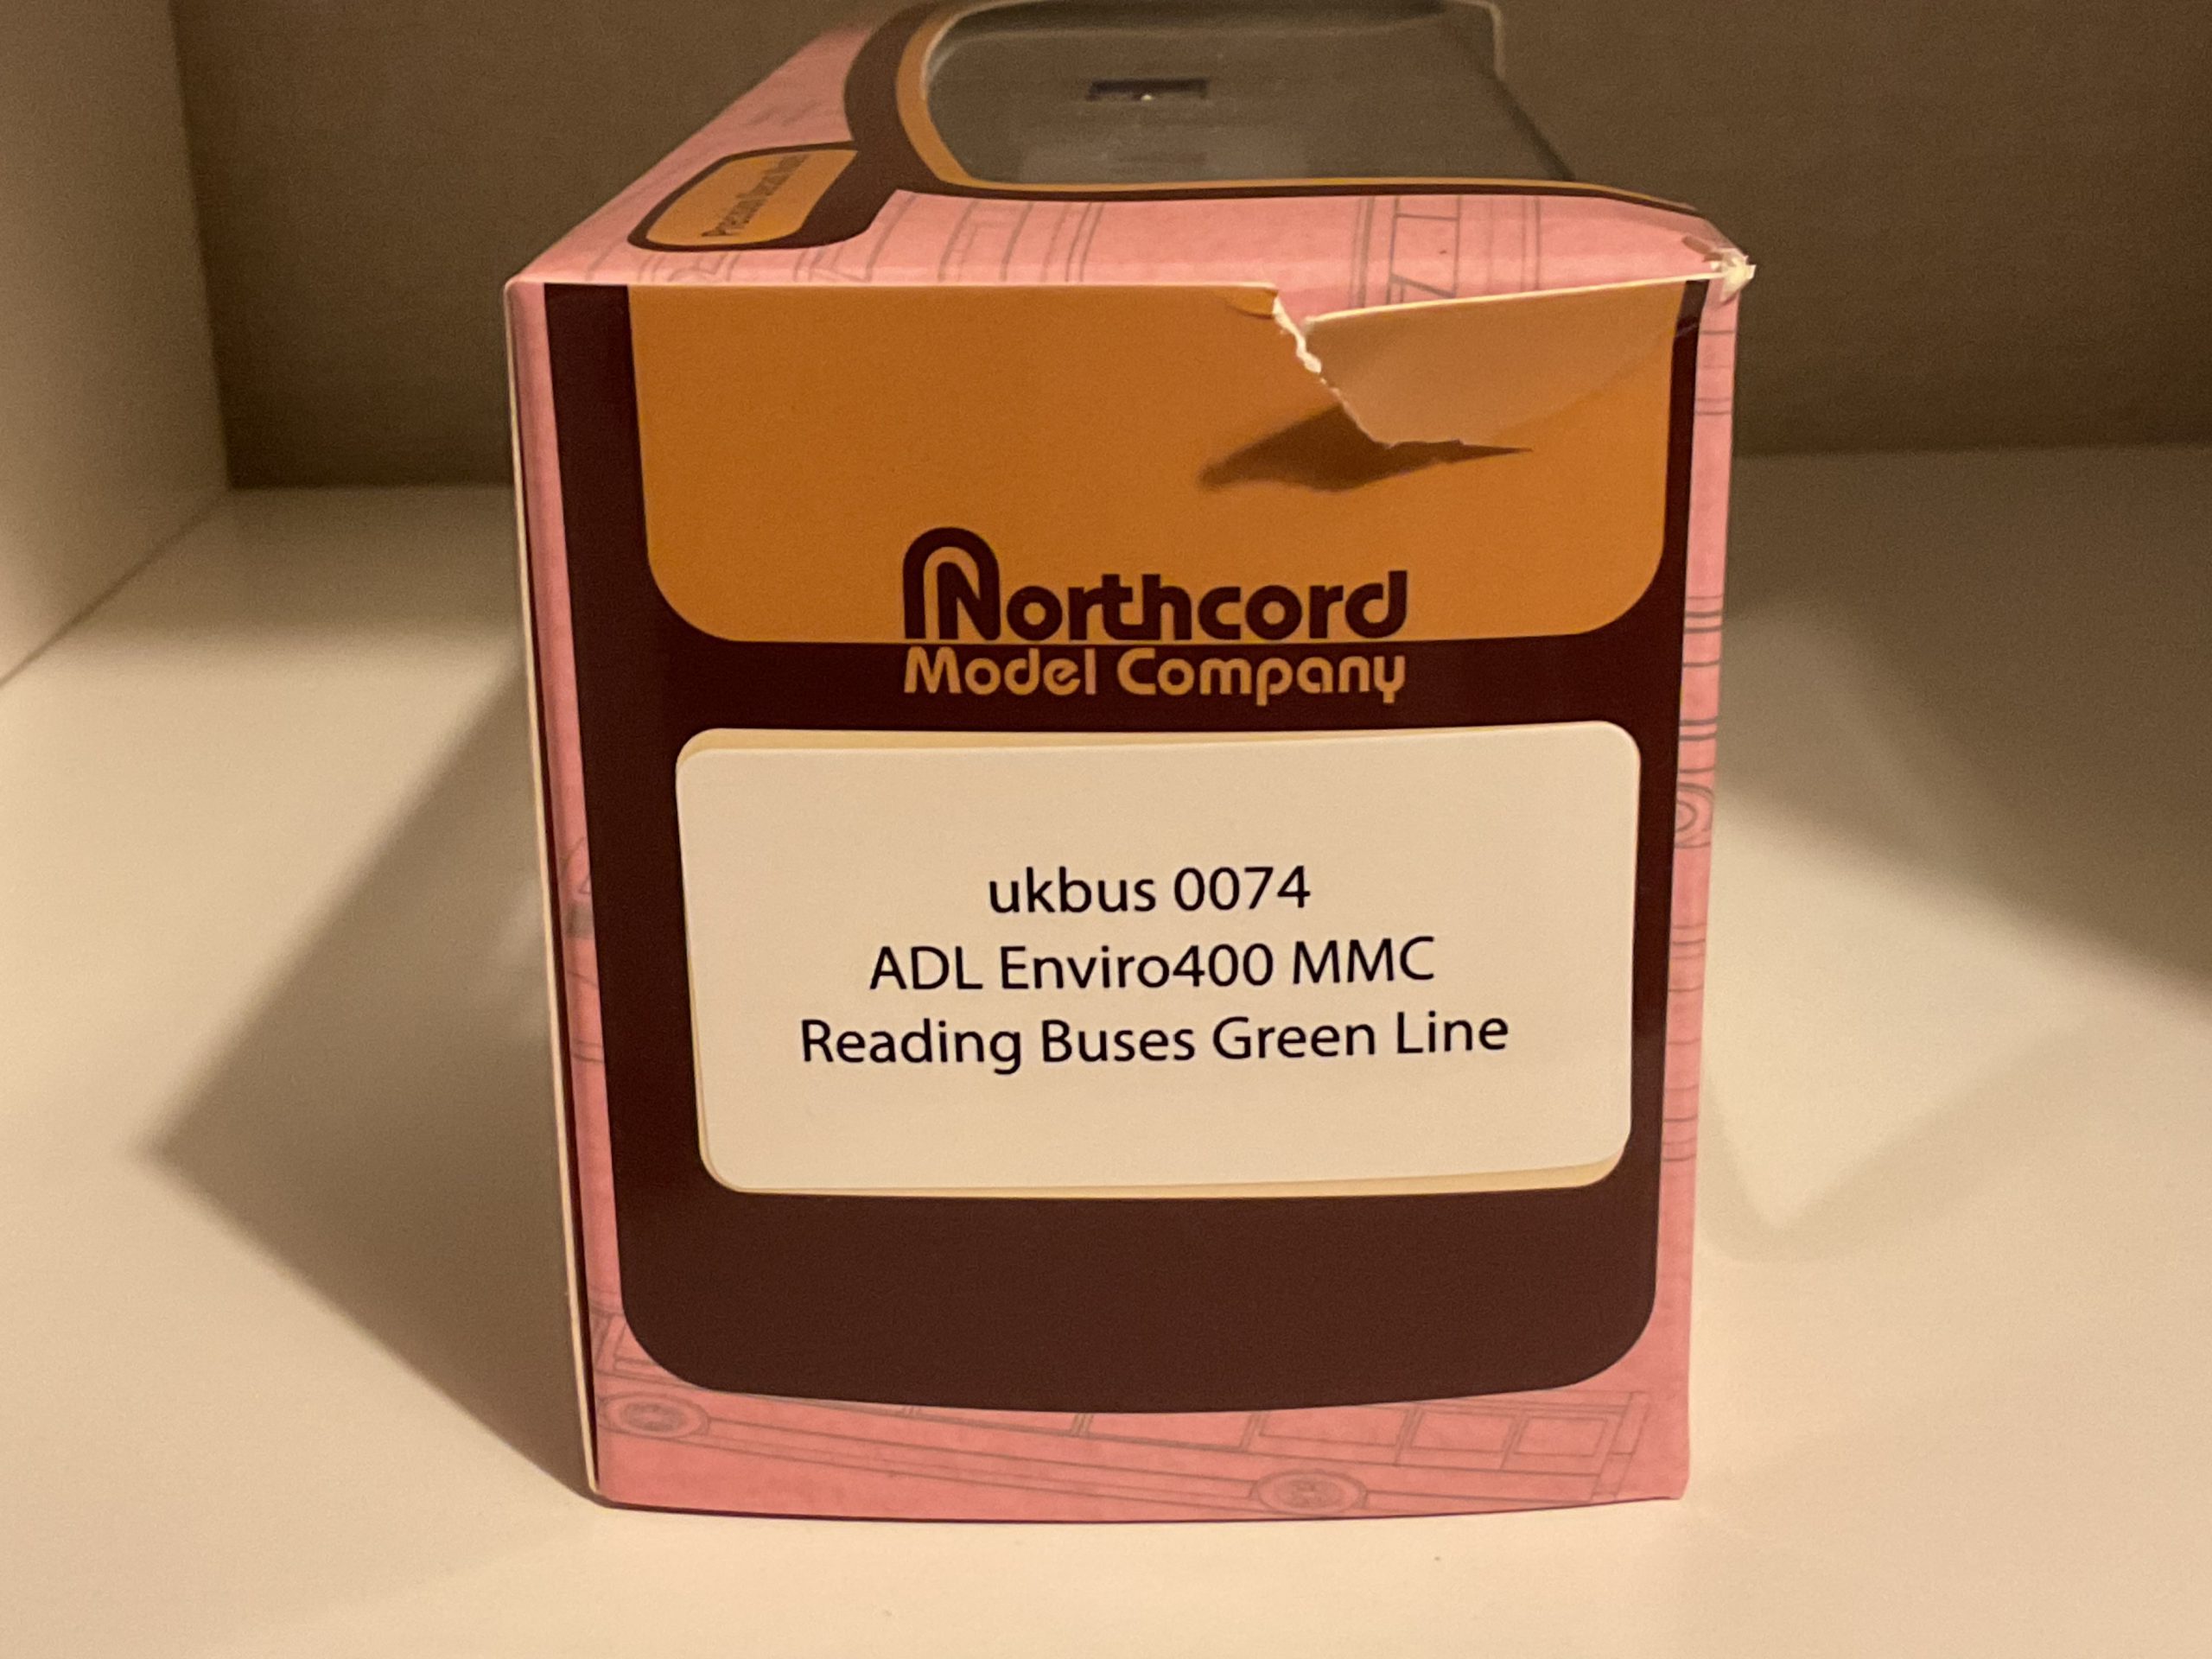 Northcord
Model Company
ukbus 0074
ADL Enviro400 MMC
Reading Buses Green Line